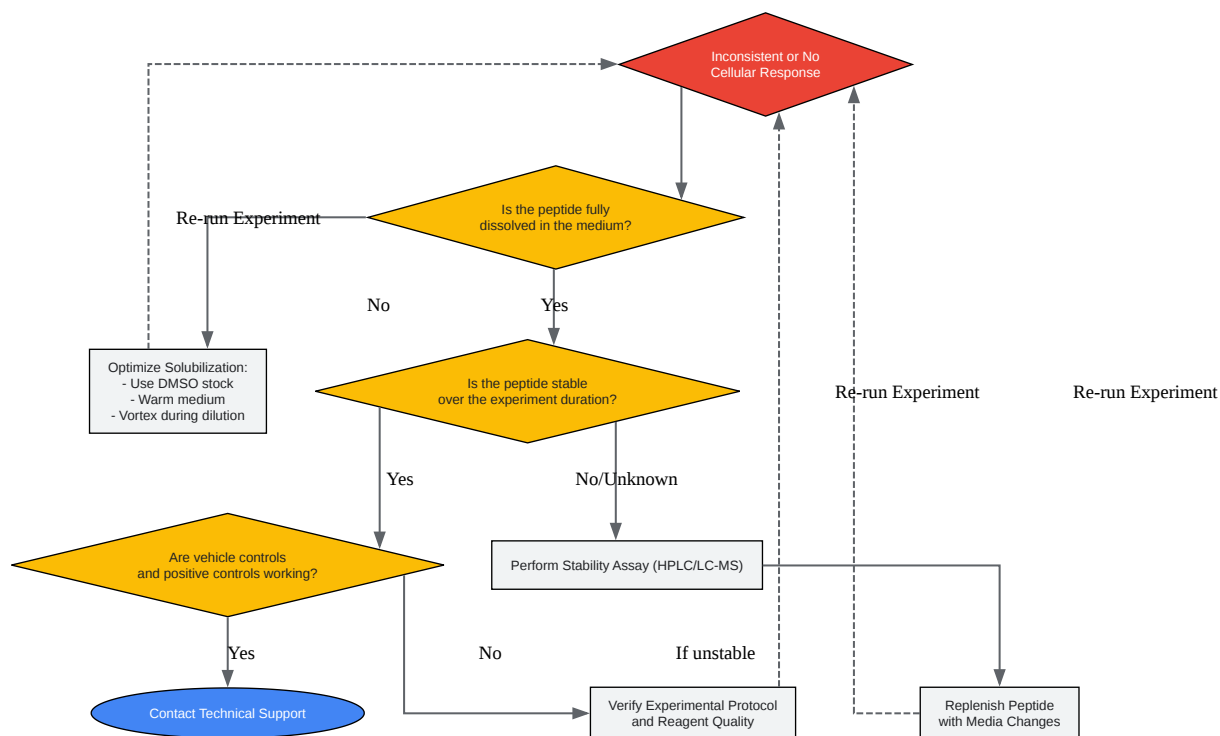 Inconsistent or No
Cellular Response
Is the peptide fully
dissolved in the medium?
Re-run Experiment
No
Yes
Optimize Solubilization:
- Use DMSO stock
- Warm medium
- Vortex during dilution
Is the peptide stable
over the experiment duration?
Re-run Experiment
Re-run Experiment
Yes
No/Unknown
Are vehicle controls
and positive controls working?
Perform Stability Assay (HPLC/LC-MS)
Yes
No
If unstable
Contact Technical Support
Verify Experimental Protocol
and Reagent Quality
Replenish Peptide
with Media Changes